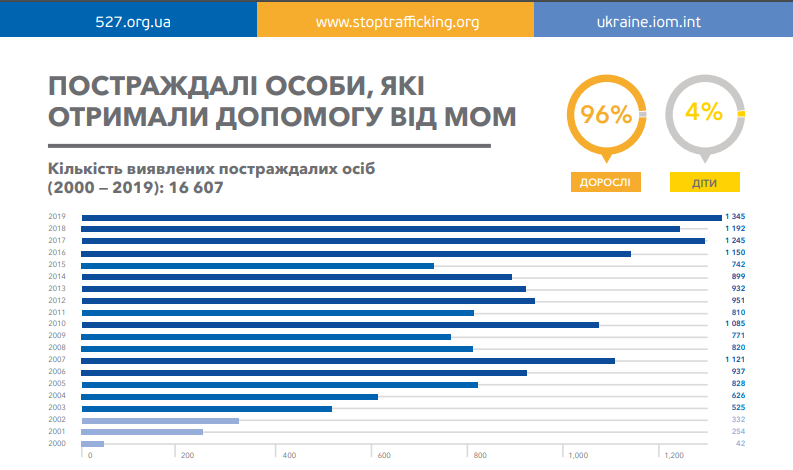 527.org.ua
www.stoptrafficking.org
ukraine.iom.int
ПОСТРАЖДАЛІ ОСОБИ, ЯКІ
ОТРИМАЛИ ДОПОМОГУ ВІД МОМ
96%
4%
ДОРОСЛІ
ДІТИ
Кількість виявлених постраждалих осіб
(2000 – 2019): 16 607
2019 1 345
2018 1 192
2017 1 245
2016 1 150
2015 742
2014 899
2013 932
2012 951
2011 810
2010 1 085
2009 771
2008 820
2007 1 121
2006 937
2005 828
2004 626
2003 525
2002 332
2001 254
2000 42
0 200 400 600 800 1,000 1,200